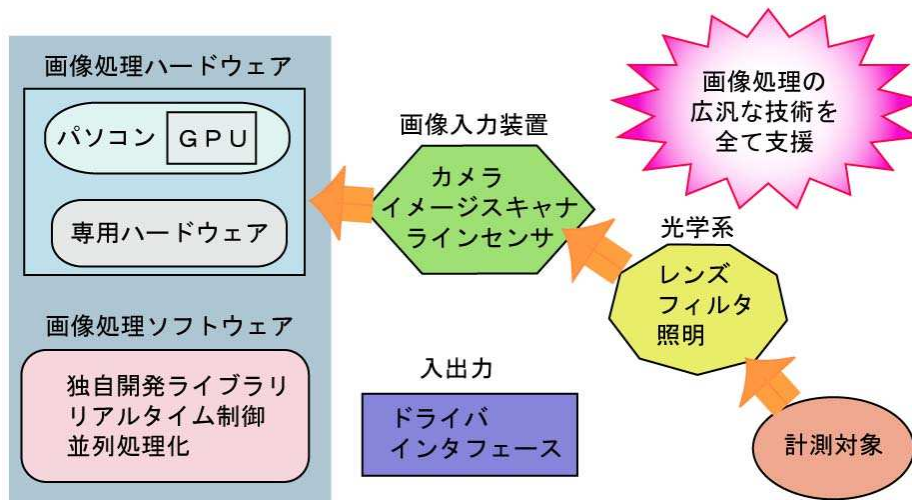 画像処理ハードウェア
パソコン
GPU
専用ハードウェア
画像処理ソフトウェア
独自開発ライブラリ
リアルタイム制御
並列処理化
画像入力装置
カメラ
イメージスキャナ
ラインセンサ
入出力
ドライバ
インタフェース
画像処理の
広汎な技術を
全て支援
光学系
レンズ
フィルタ
照明
計測対象